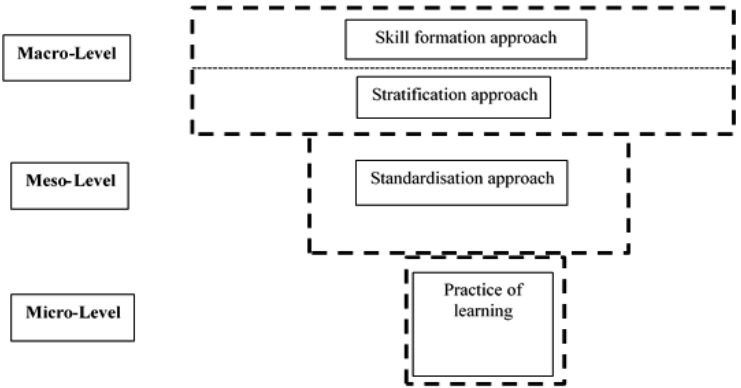 Macro-Level
Skill formation approach
Stratification approach
Meso-Level
Standardisation approach
Micro-Level
Practice of
learning